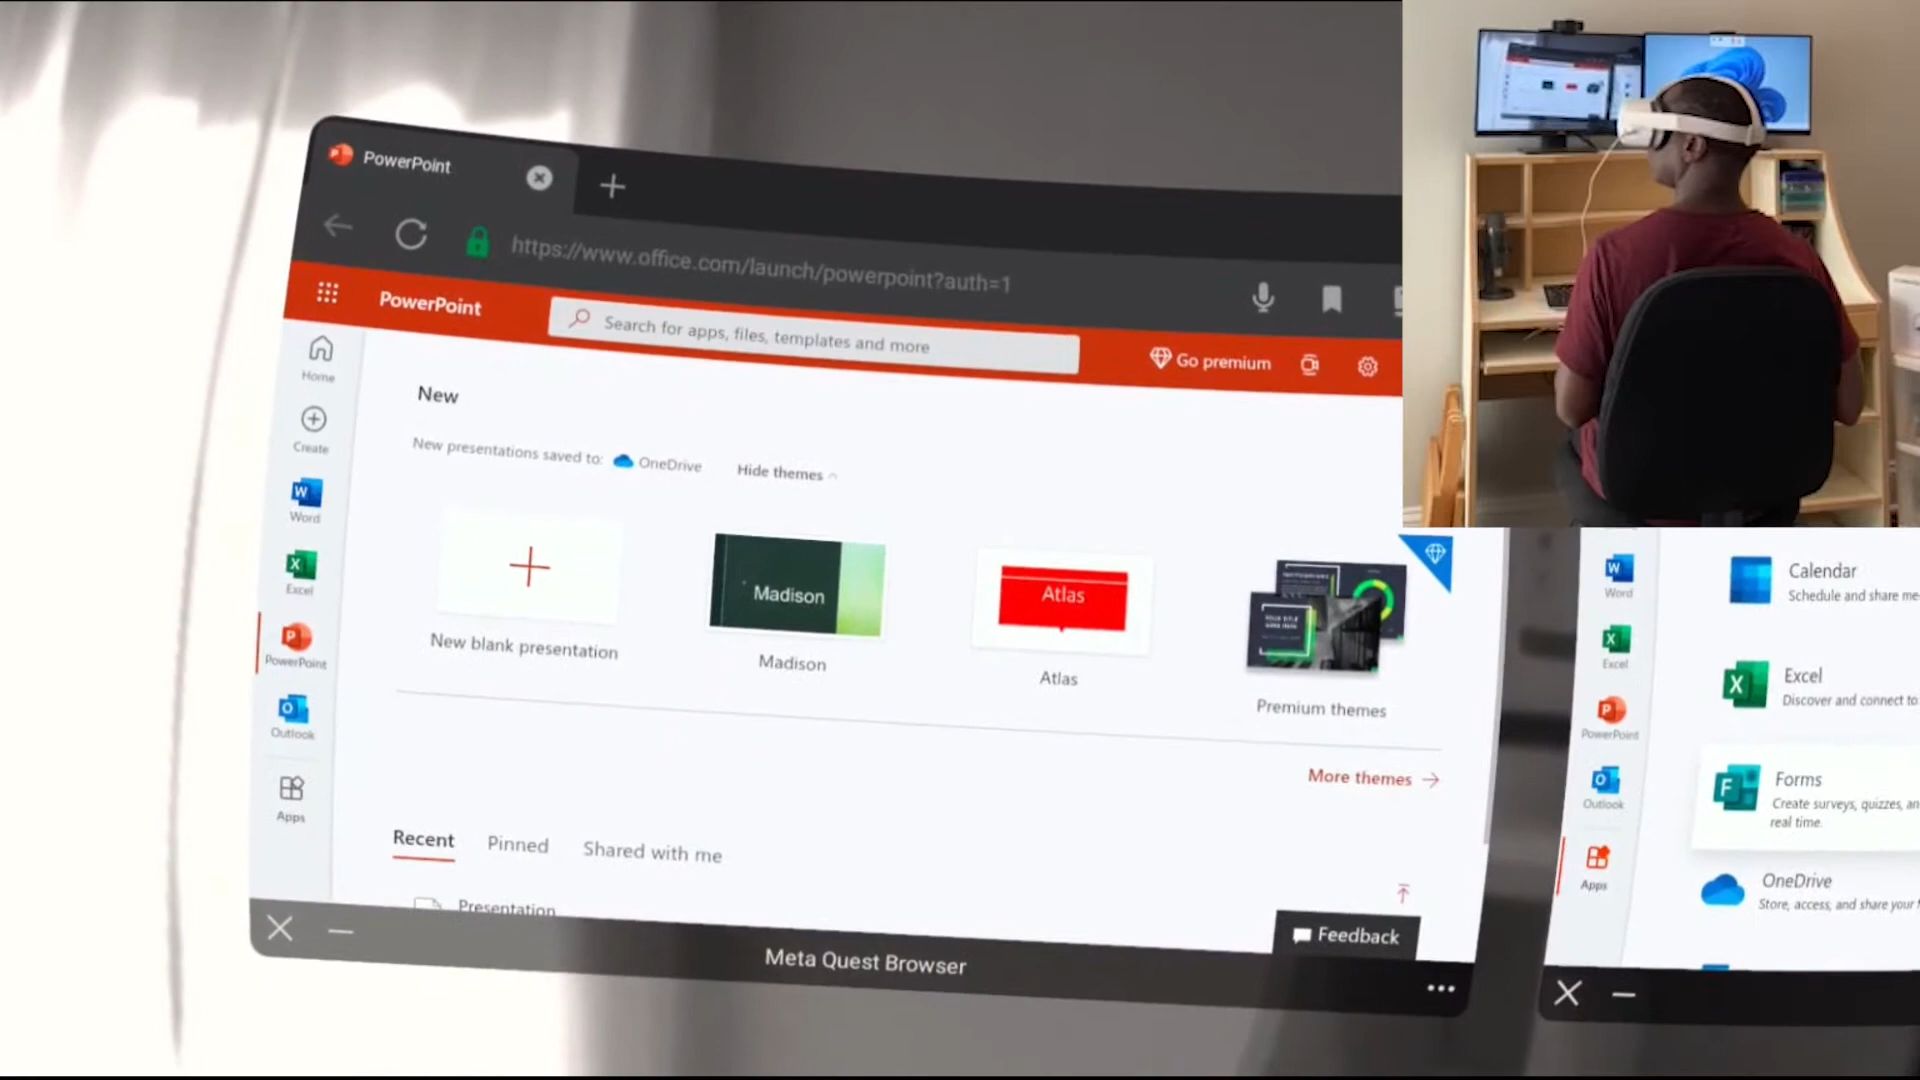 PowerPoint
https://www.office.com/launch/powerpoint?auth=1
PowerPoint
Search for apps, files, templates and more
Go premium
Home
Create
Word
Excel
PowerPoint
Outlook
Apps
New
New presentations saved to: OneDrive
Hide themes
New blank presentation
Madison
Madison
Atlas
Atlas
Premium themes
More themes
Recent
Pinned
Shared with me
Presentation
Feedback
Meta Quest Browser
Word
Excel
PowerPoint
Outlook
Apps
Calendar
Schedule and share
Excel
Discover and connect to
Forms
Create surveys, quizzes,
real time.
OneDrive
Store, access, and share your